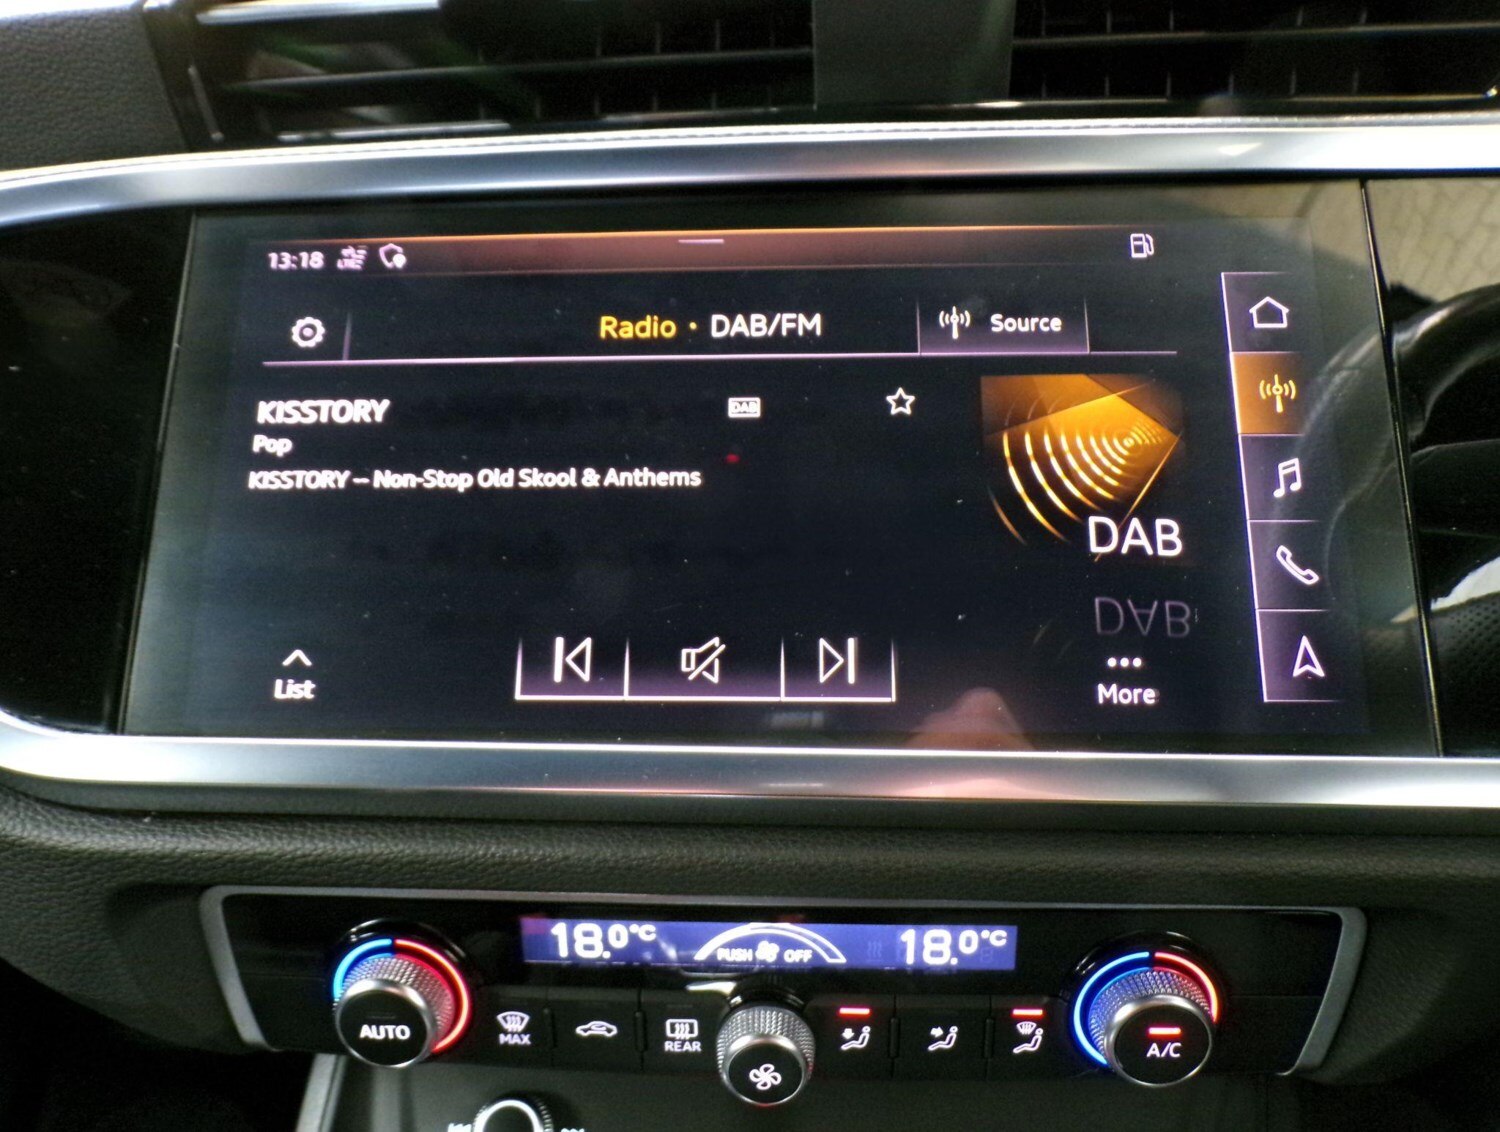 13:18 LTE
Radio • DAB/FM
Source
KISSTORY
DAB
Pop
KISSTORY – Non-Stop Old Skool & Anthems
DAB
List
More
18.0°C
PUSH OFF
18.0°C
AUTO
MAX
REAR
A/C